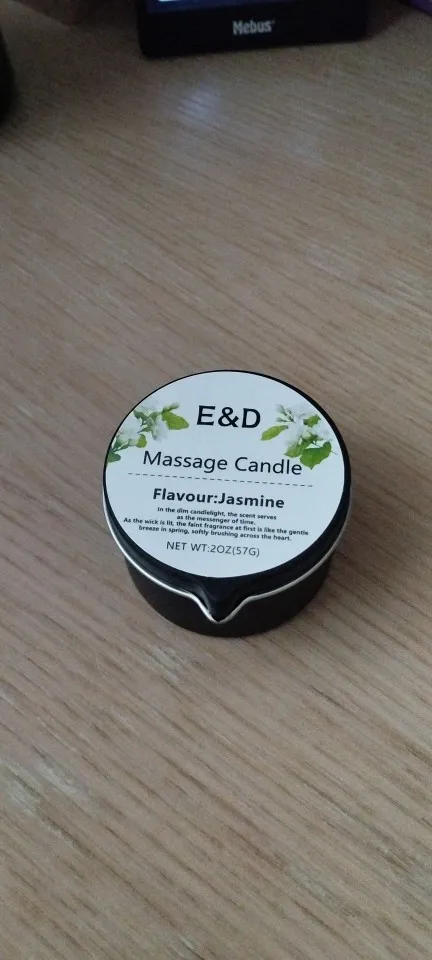 Mebus
E&D
Massage Candle
Flavour:Jasmine
In the dim candlelight, the scent serves
as the messenger of time.
As the wick is lit, the faint fragrance at first is like the gentle
breeze in spring, softly brushing across the heart.
NET WT:2OZ(57G)